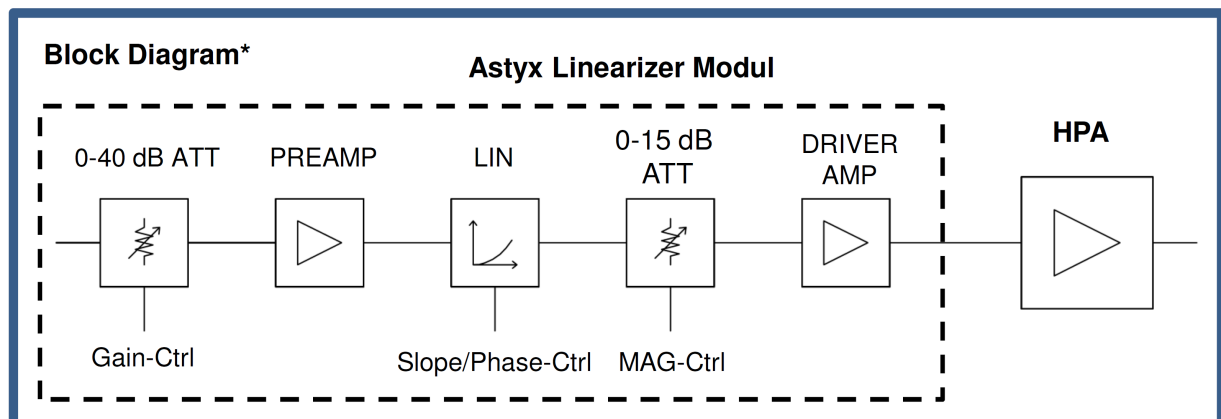 Block Diagram*
Astyx Linearizer Modul
0-40 dB ATT
PREAMP
LIN
0-15 dB
ATT
DRIVER
AMP
HPA
Gain-Ctrl
Slope/Phase-Ctrl
MAG-Ctrl